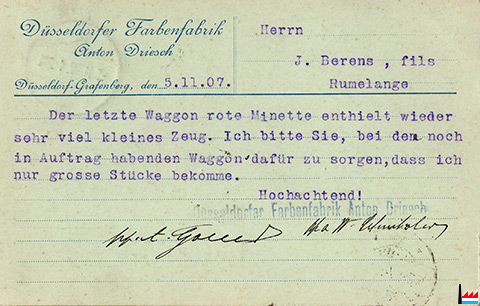 Düsseldorfer Farbenfabrik
Anton Driesch
Düsseldorf-Grafenberg, den 5.11.07.
Herrn
J. Berens , fils
Rumelange
Der letzte Waggon rote Minette enthielt wieder
sehr viel kleines Zeug. Ich bitte Sie, bei dem noch
in Auftrag habenden Waggon dafür zu sorgen,dass ich
nur grosse Stücke bekomme.
Hochachtend!
Düsseldorfer Farbenfabrik Anton Driesch